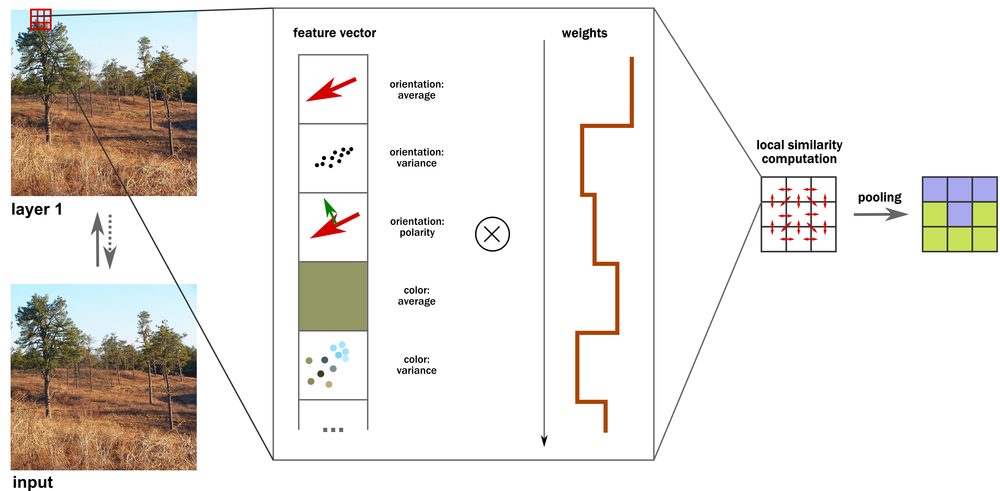 feature vector
weights
orientation:
average
orientation:
variance
orientation:
polarity
color:
average
color:
variance
...
layer 1
input
local similarity
computation
pooling